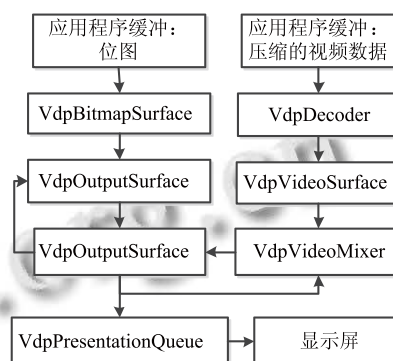 应用程序缓冲：
位图
应用程序缓冲：
压缩的视频数据
VdpBitmapSurface
VdpDecoder
VdpOutputSurface
VdpVideoSurface
VdpOutputSurface
VdpVideoMixer
VdpPresentationQueue
显示屏